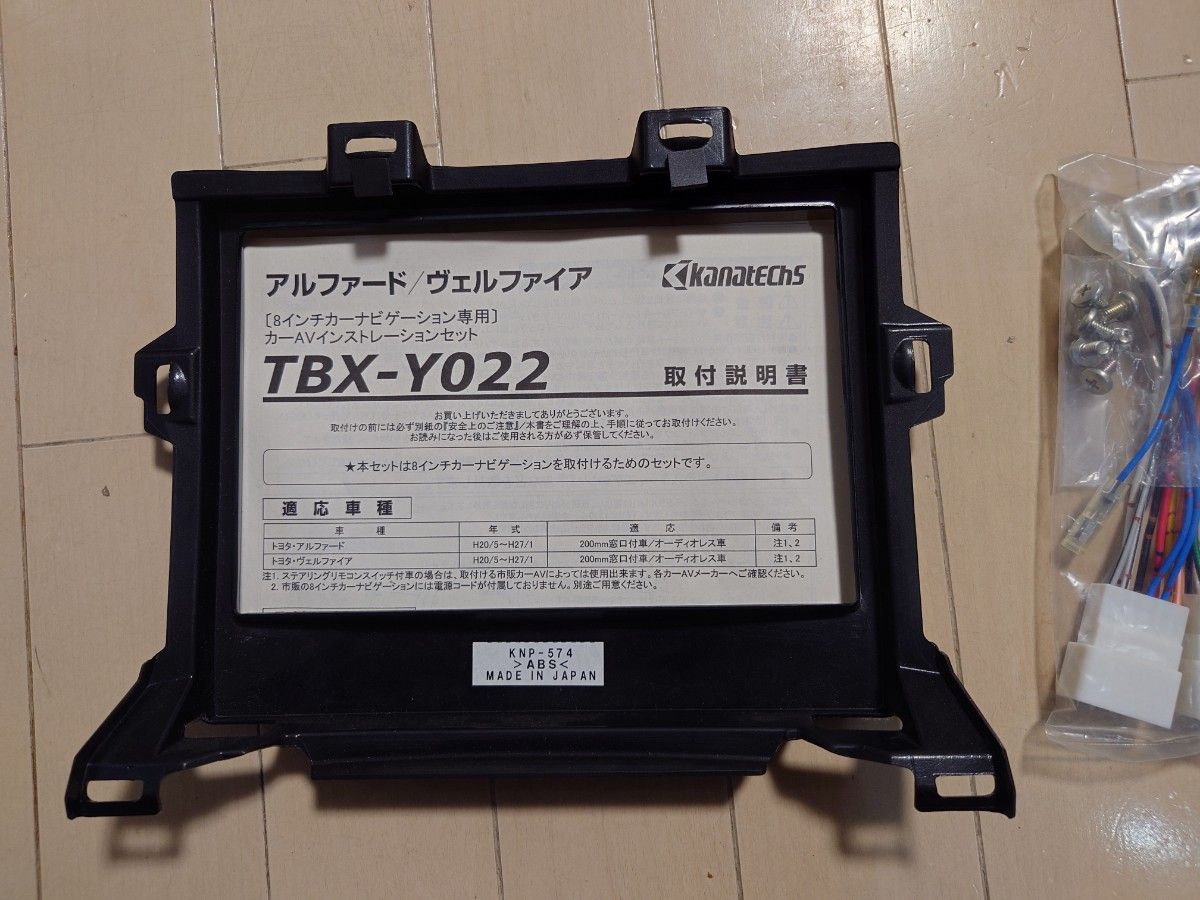 アルファード/ヴェルファイア
kanatechs
[8インチカーナビゲーション専用]
カーAVインストレーションセット
TBX-Y022
取付説明書
お買い上げいただきましてありがとうございます。
取付けの前には必ず別紙の『安全上のご注意』/本書をご理解の上、手順に従ってお取付けください。
お読みになった後はご使用される方が必ず保管してください。
★本セットは8インチカーナビゲーションを取付けるためのセットです。
適応車種
車種 年式 適応 備考
トヨタ・アルファード H20/5～H27/1 200mm窓口付車/オーディオレス車 注1、2
トヨタ・ヴェルファイア H20/5～H27/1 200mm窓口付車/オーディオレス車 注1、2
注1. ステアリングリモコンスイッチ付車の場合は、取付ける市販カーAVによっては使用出来ます。各カーAVメーカーへご確認ください。
2. 市販の8インチカーナビゲーションには電源コードが付属しておりません。別途ご用意ください。
KNP-574
>ABS<
MADE IN JAPAN